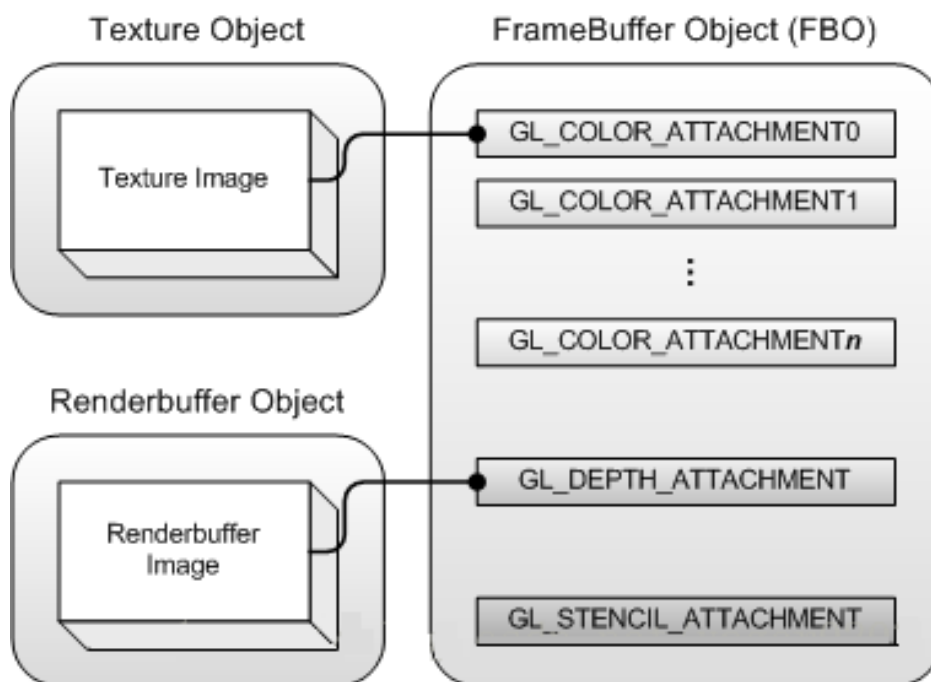 Texture Object
Texture Image
Renderbuffer Object
Renderbuffer
Image
FrameBuffer Object (FBO)
GL_COLOR_ATTACHMENT0
GL_COLOR_ATTACHMENT1
⋮
GL_COLOR_ATTACHMENTn
GL_DEPTH_ATTACHMENT
GL_STENCIL_ATTACHMENT